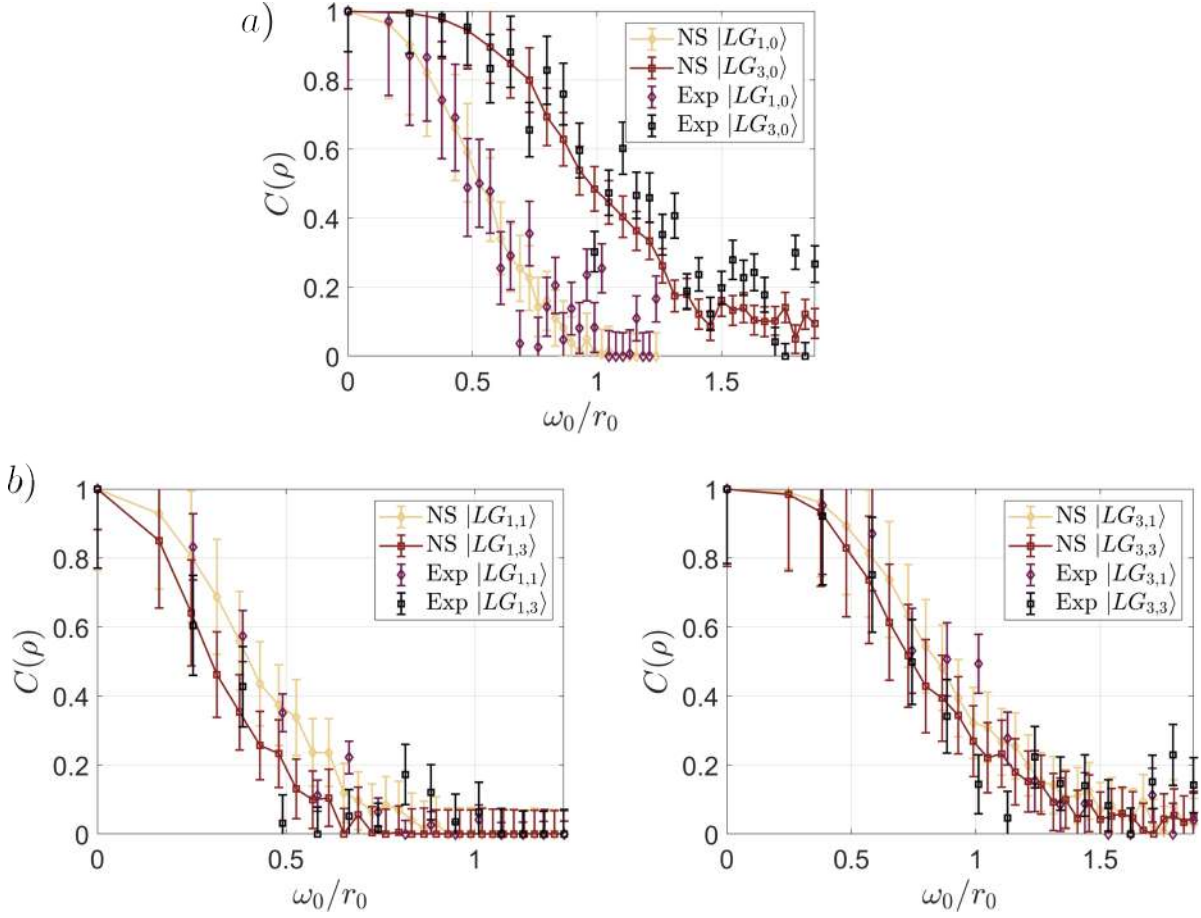 a)
1
0.8
0.6
0.4
0.2
0
C(ρ)
NS |LG1,0⟩
NS |LG3,0⟩
Exp |LG1,0⟩
Exp |LG3,0⟩
0 0.5 1 1.5
ω0/r0
b)
1
0.8
0.6
0.4
0.2
0
C(ρ)
NS |LG1,1⟩
NS |LG1,3⟩
Exp |LG1,1⟩
Exp |LG1,3⟩
0 0.5 1
ω0/r0
1
0.8
0.6
0.4
0.2
0
C(ρ)
NS |LG3,1⟩
NS |LG3,3⟩
Exp |LG3,1⟩
Exp |LG3,3⟩
0 0.5 1 1.5
ω0/r0